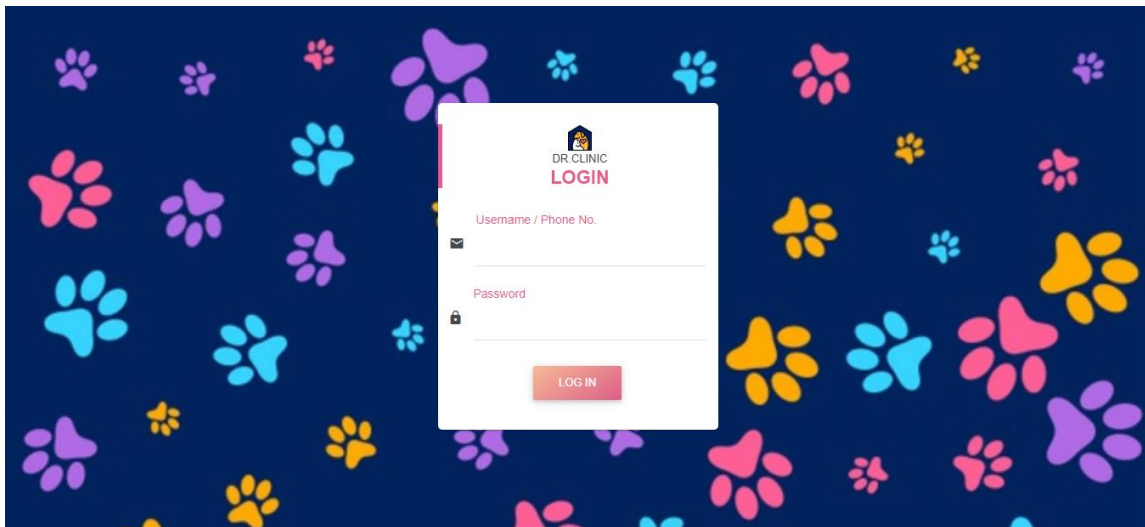 DR.CLINIC
LOGIN
Username / Phone No.
Password
LOG IN